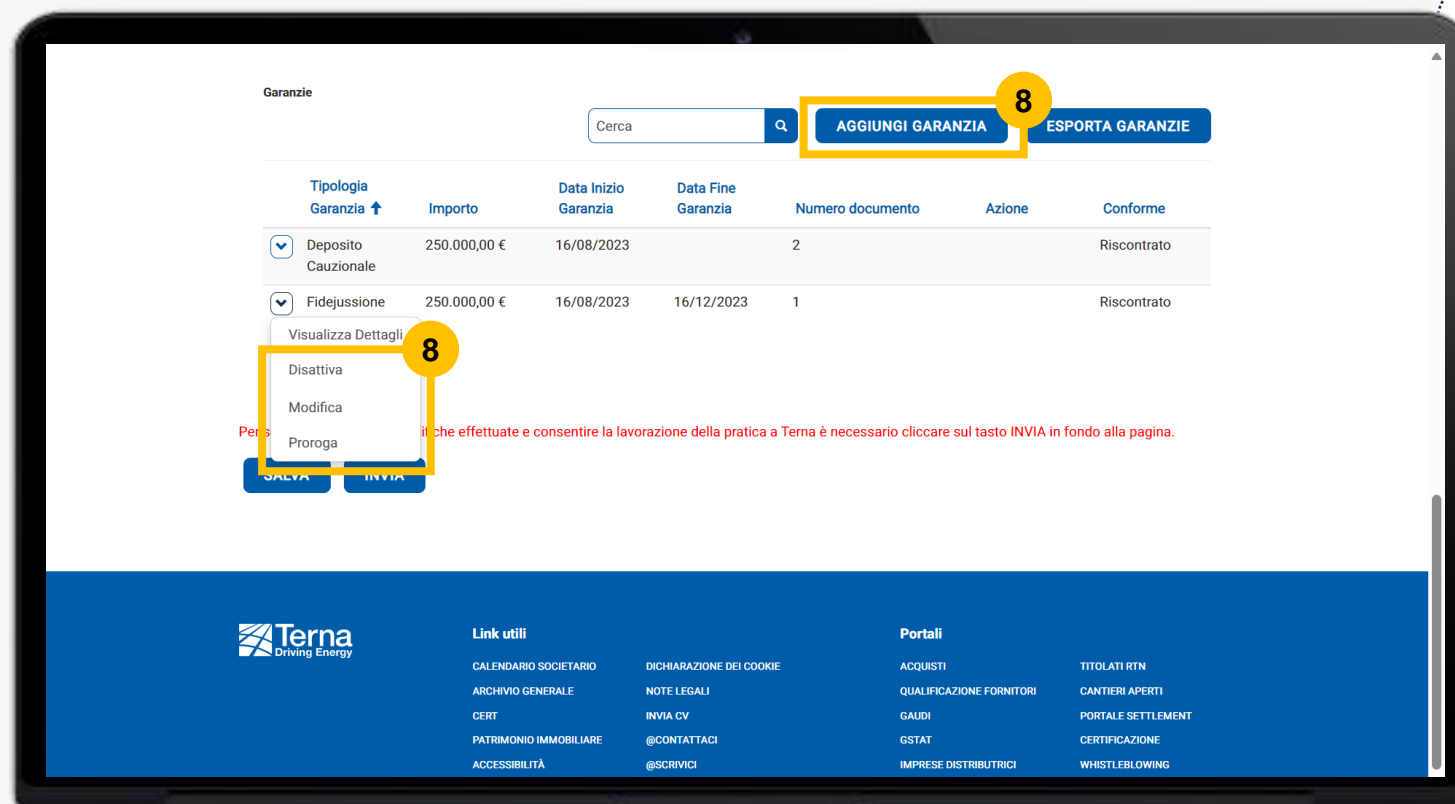 Garanzie
Cerca
AGGIUNGI GARANZIA
8
ESPORTA GARANZIE
Tipologia Garanzia
Importo
Data Inizio Garanzia
Data Fine Garanzia
Numero documento
Azione
Conforme
Deposito Cauzionale
250.000,00 €
16/08/2023
2
Riscontrato
Fidejussione
250.000,00 €
16/08/2023
16/12/2023
1
Riscontrato
Visualizza Dettagli
8
Disattiva
Modifica
Proroga
che effettuate e consentire la lavorazione della pratica a Terna è necessario cliccare sul tasto INVIA in fondo alla pagina.
SALVA
INVIA
Terna
Driving Energy
Link utili
Portali
CALENDARIO SOCIETARIO
DICHIARAZIONE DEI COOKIE
ACQUISTI
TITOLATI RTN
ARCHIVIO GENERALE
NOTE LEGALI
QUALIFICAZIONE FORNITORI
CANTIERI APERTI
CERT
INVIA CV
GAUDI
PORTALE SETTLEMENT
PATRIMONIO IMMOBILIARE
@CONTATTACI
GSTAT
CERTIFICAZIONE
ACCESSIBILITÀ
@SCRIVICI
IMPRESE DISTRIBUTRICI
WHISTLEBLOWING